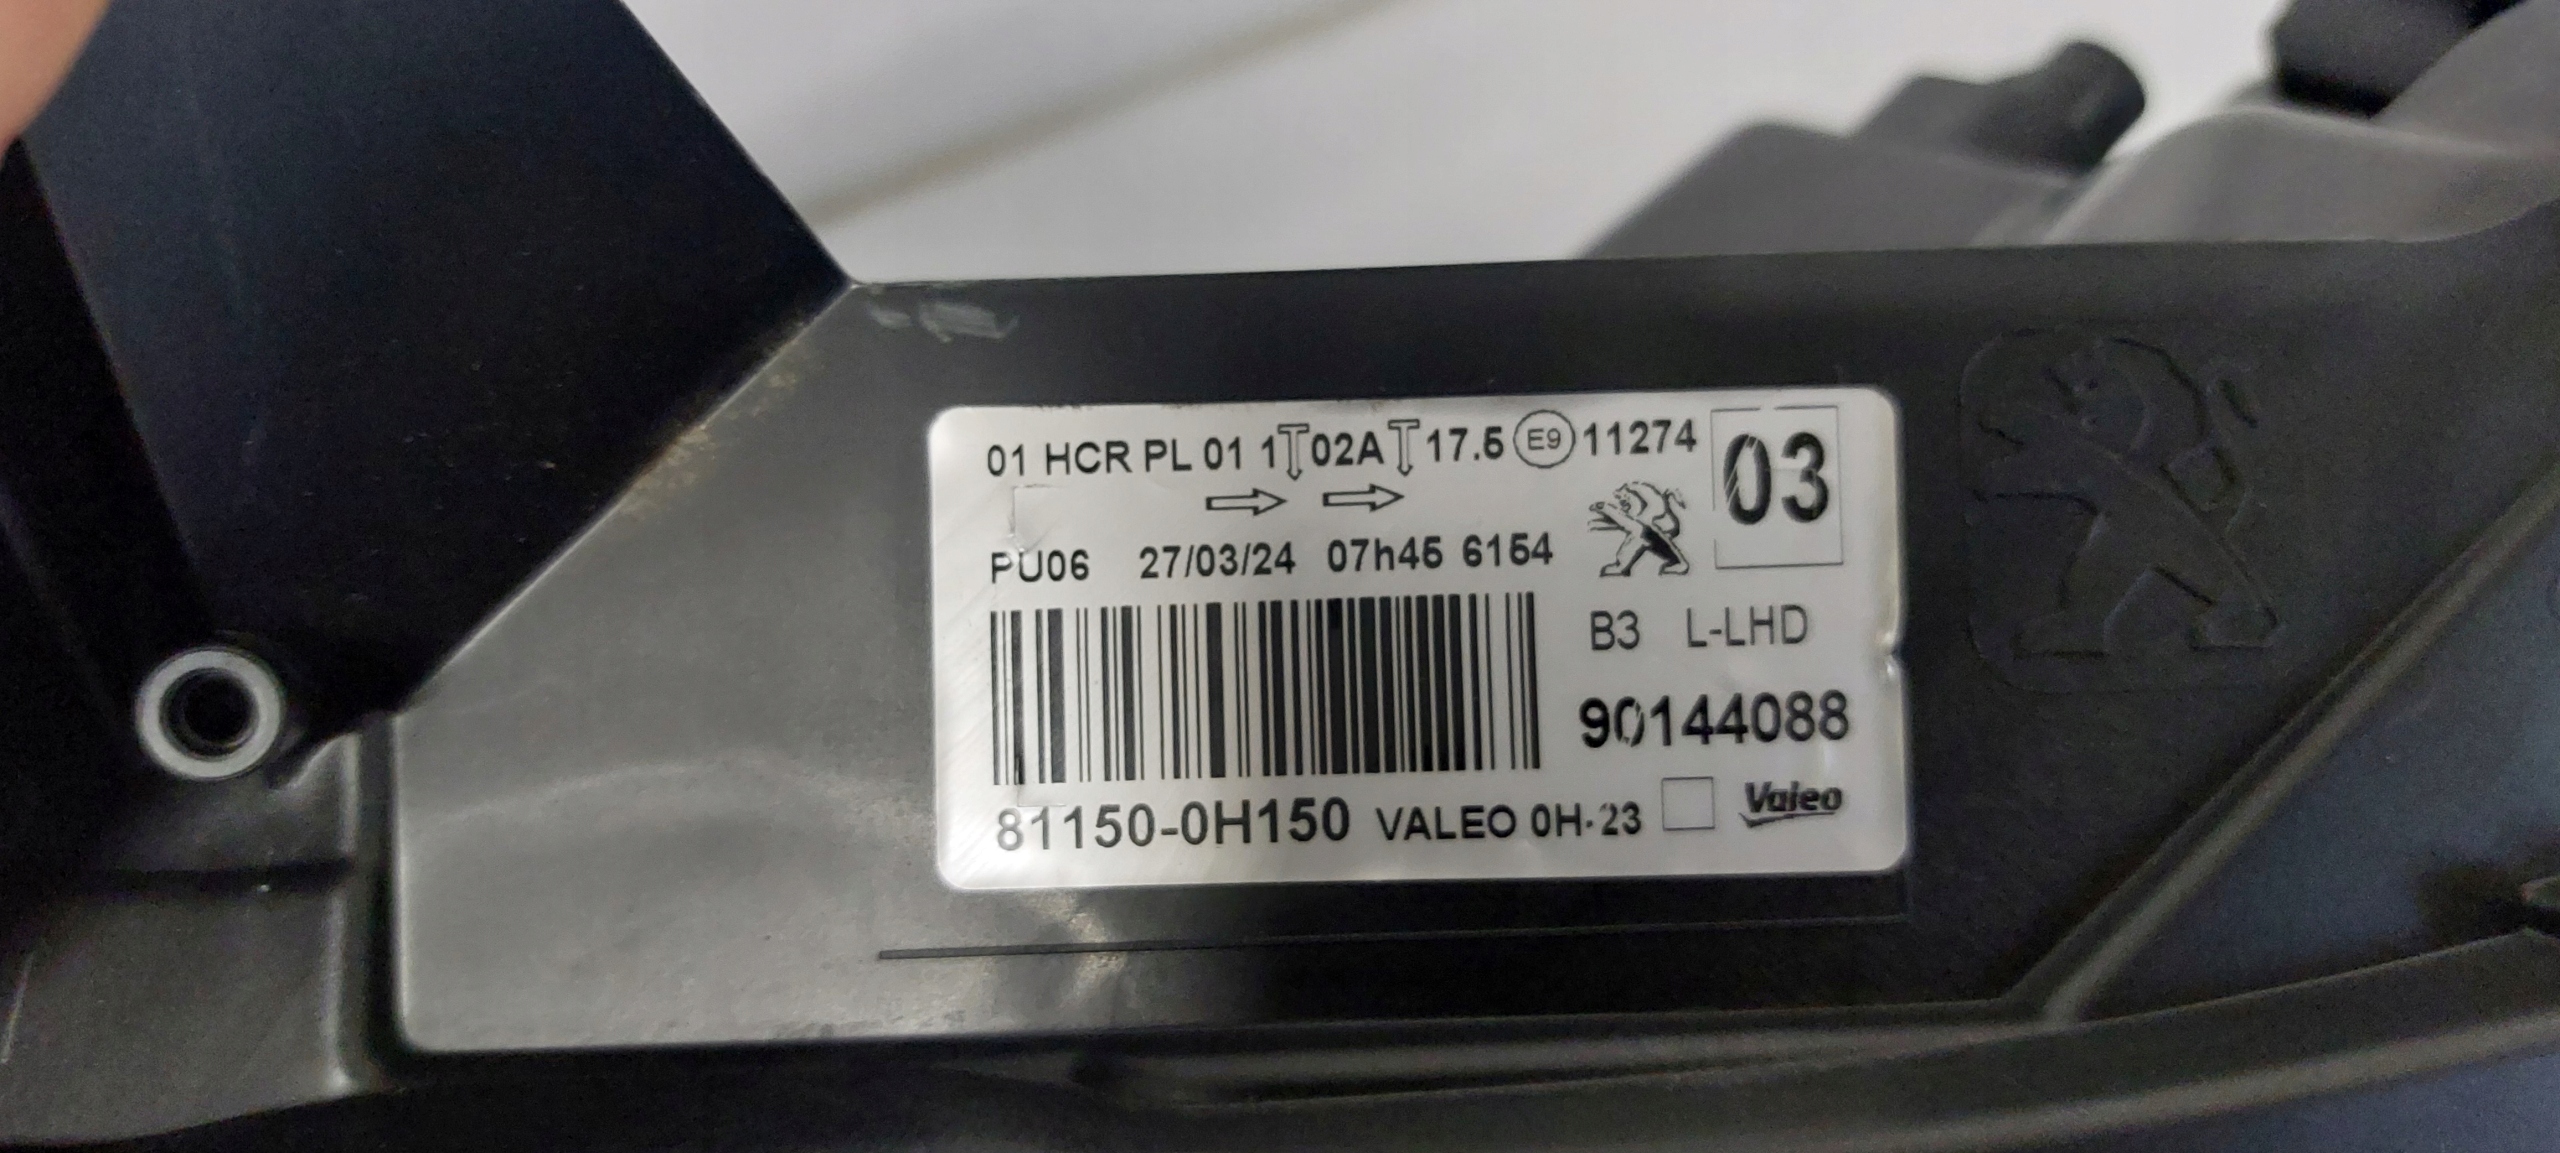 01 HCR PL 01 1 02A 17.5 E9 11274
03
PU06 27/03/24 07h45 6154
B3 L-LHD
90144088
81150-0H150 VALEO 0H-23
Valeo